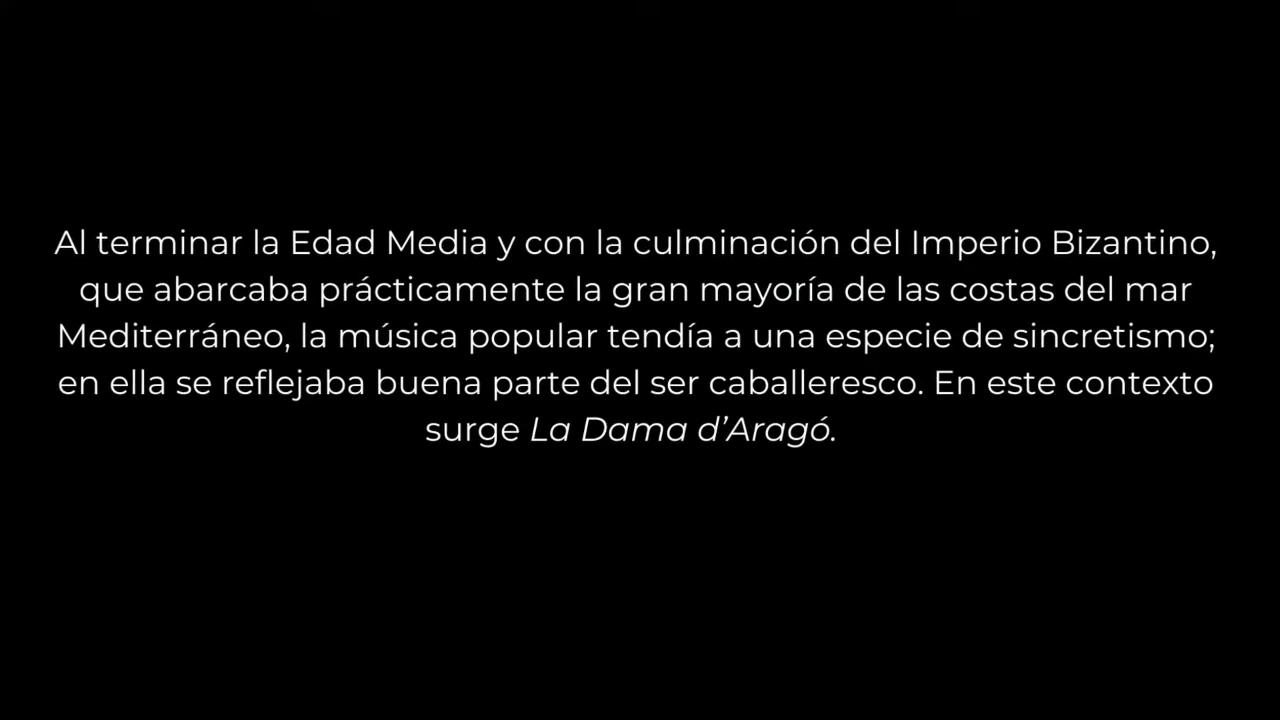 Al terminar la Edad Media y con la culminación del Imperio Bizantino,
que abarcaba prácticamente la gran mayoría de las costas del mar
Mediterráneo, la música popular tendía a una especie de sincretismo;
en ella se reflejaba buena parte del ser caballeresco. En este contexto
surge La Dama d’Aragó.